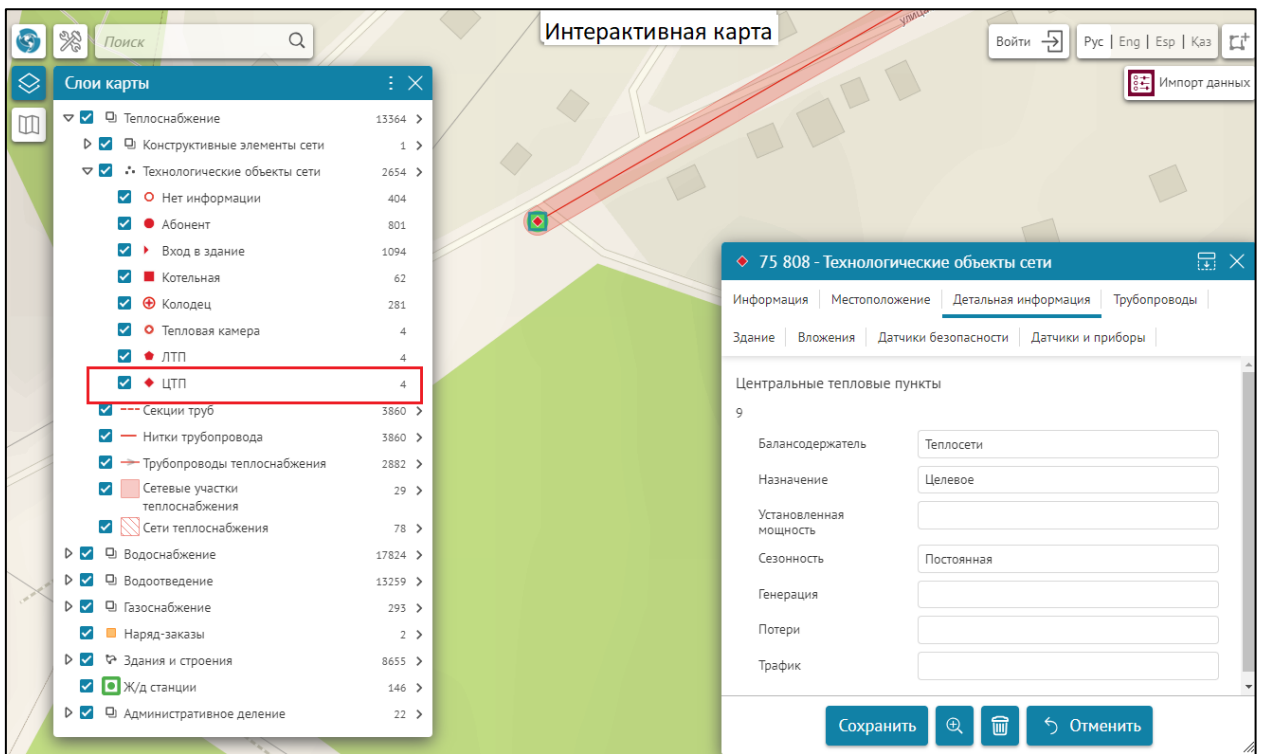 Интерактивная карта
улица
Поиск
Войти
Рус | Eng | Esp | Қаз
Импорт данных
Слои карты
Теплоснабжение 13364
Конструктивные элементы сети 1
Технологические объекты сети 2654
Нет информации 404
Абонент 801
Вход в здание 1094
Котельная 62
Колодец 281
Тепловая камера 4
ЛТП 4
ЦТП 4
Секции труб 3860
Нитки трубопровода 3860
Трубопроводы теплоснабжения 2882
Сетевые участки
теплоснабжения 29
Сети теплоснабжения 78
Водоснабжение 17824
Водоотведение 13259
Газоснабжение 293
Наряд-заказы 2
Здания и строения 8655
Ж/д станции 146
Административное деление 22
75 808 - Технологические объекты сети
Информация Местоположение Детальная информация Трубопроводы
Здание Вложения Датчики безопасности Датчики и приборы
Центральные тепловые пункты
9
Балансодержатель Теплосети
Назначение Целевое
Установленная
мощность
Сезонность Постоянная
Генерация
Потери
Трафик
Сохранить Отменить